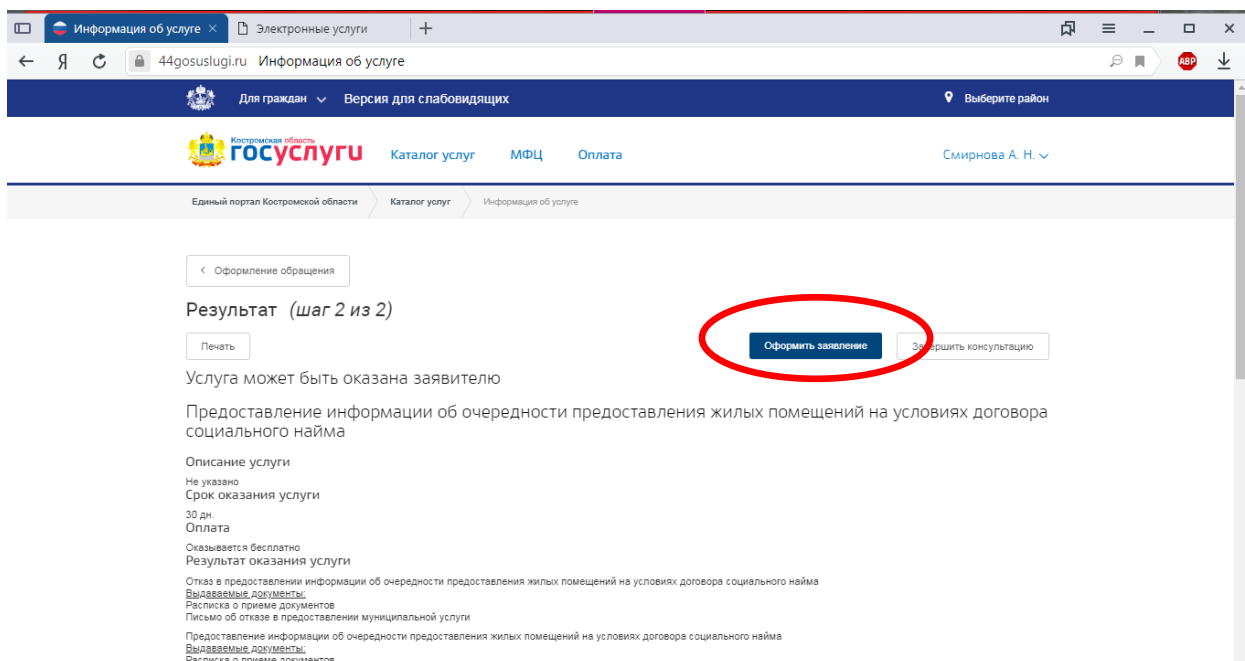 Информация об услуге
Электронные услуги
Я
44gosuslugi.ru Информация об услуге
ABP
Для граждан
Версия для слабовидящих
Выберите район
Костромская область
госуслуги
Каталог услуг
МФЦ
Оплата
Смирнова А. Н.
Единый портал Костромской области
Каталог услуг
Информация об услуге
Оформление обращения
Результат (шаг 2 из 2)
Печать
Оформить заявление
Завершить консультацию
Услуга может быть оказана заявителю
Предоставление информации об очередности предоставления жилых помещений на условиях договора
социального найма
Описание услуги
Не указано
Срок оказания услуги
30 дн.
Оплата
Оказывается бесплатно
Результат оказания услуги
Отказ в предоставлении информации об очередности предоставления жилых помещений на условиях договора социального найма
Выдаваемые документы:
Расписка о приеме документов
Письмо об отказе в предоставлении муниципальной услуги
Предоставление информации об очередности предоставления жилых помещений на условиях договора социального найма
Выдаваемые документы:
Расписка о приеме документов